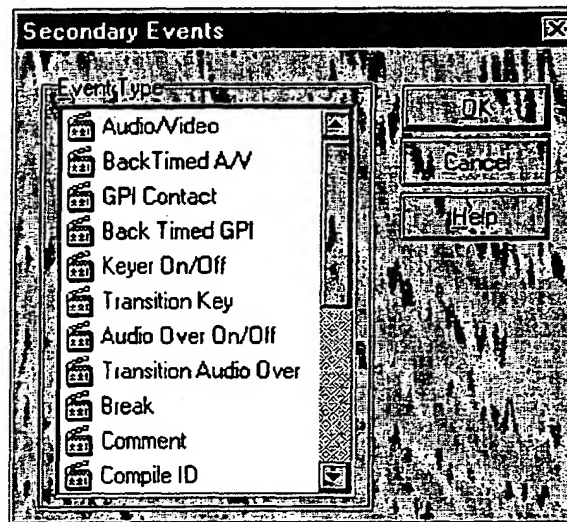 Secondary Events
Event Type
Audio/Video
BackTimed A/V
GPI Contact
Back Timed GPI
Keyer On/Off
Transition Key
Audio Over On/Off
Transition Audio Over
Break
Comment
Compile ID
OK
Cancel
Help